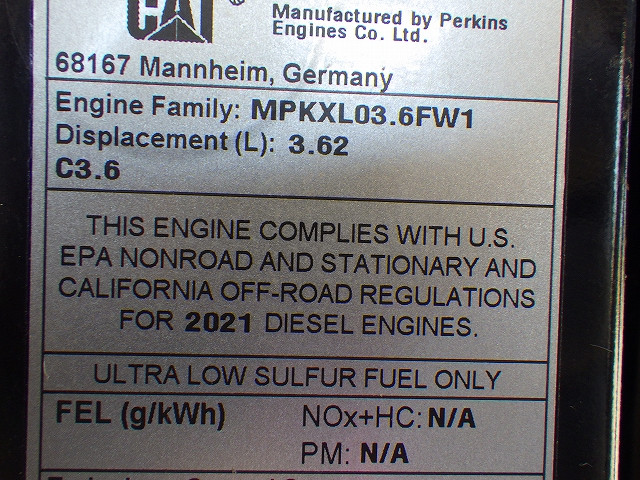 CAT ®
Manufactured by Perkins
Engines Co. Ltd.
68167 Mannheim, Germany
Engine Family: MPKXL03.6FW1
Displacement (L): 3.62
C3.6
THIS ENGINE COMPLIES WITH U.S.
EPA NONROAD AND STATIONARY AND
CALIFORNIA OFF-ROAD REGULATIONS
FOR 2021 DIESEL ENGINES.
ULTRA LOW SULFUR FUEL ONLY
FEL (g/kWh) NOx+HC: N/A
PM: N/A